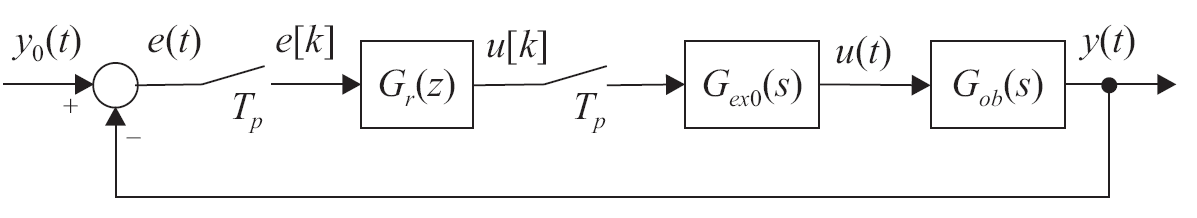 y₀(t) e(t) e[k] u[k] u(t) y(t)
Gᵣ(z) Gₑₓ₀(s) Gₒb(s)
+ Tₚ Tₚ
−